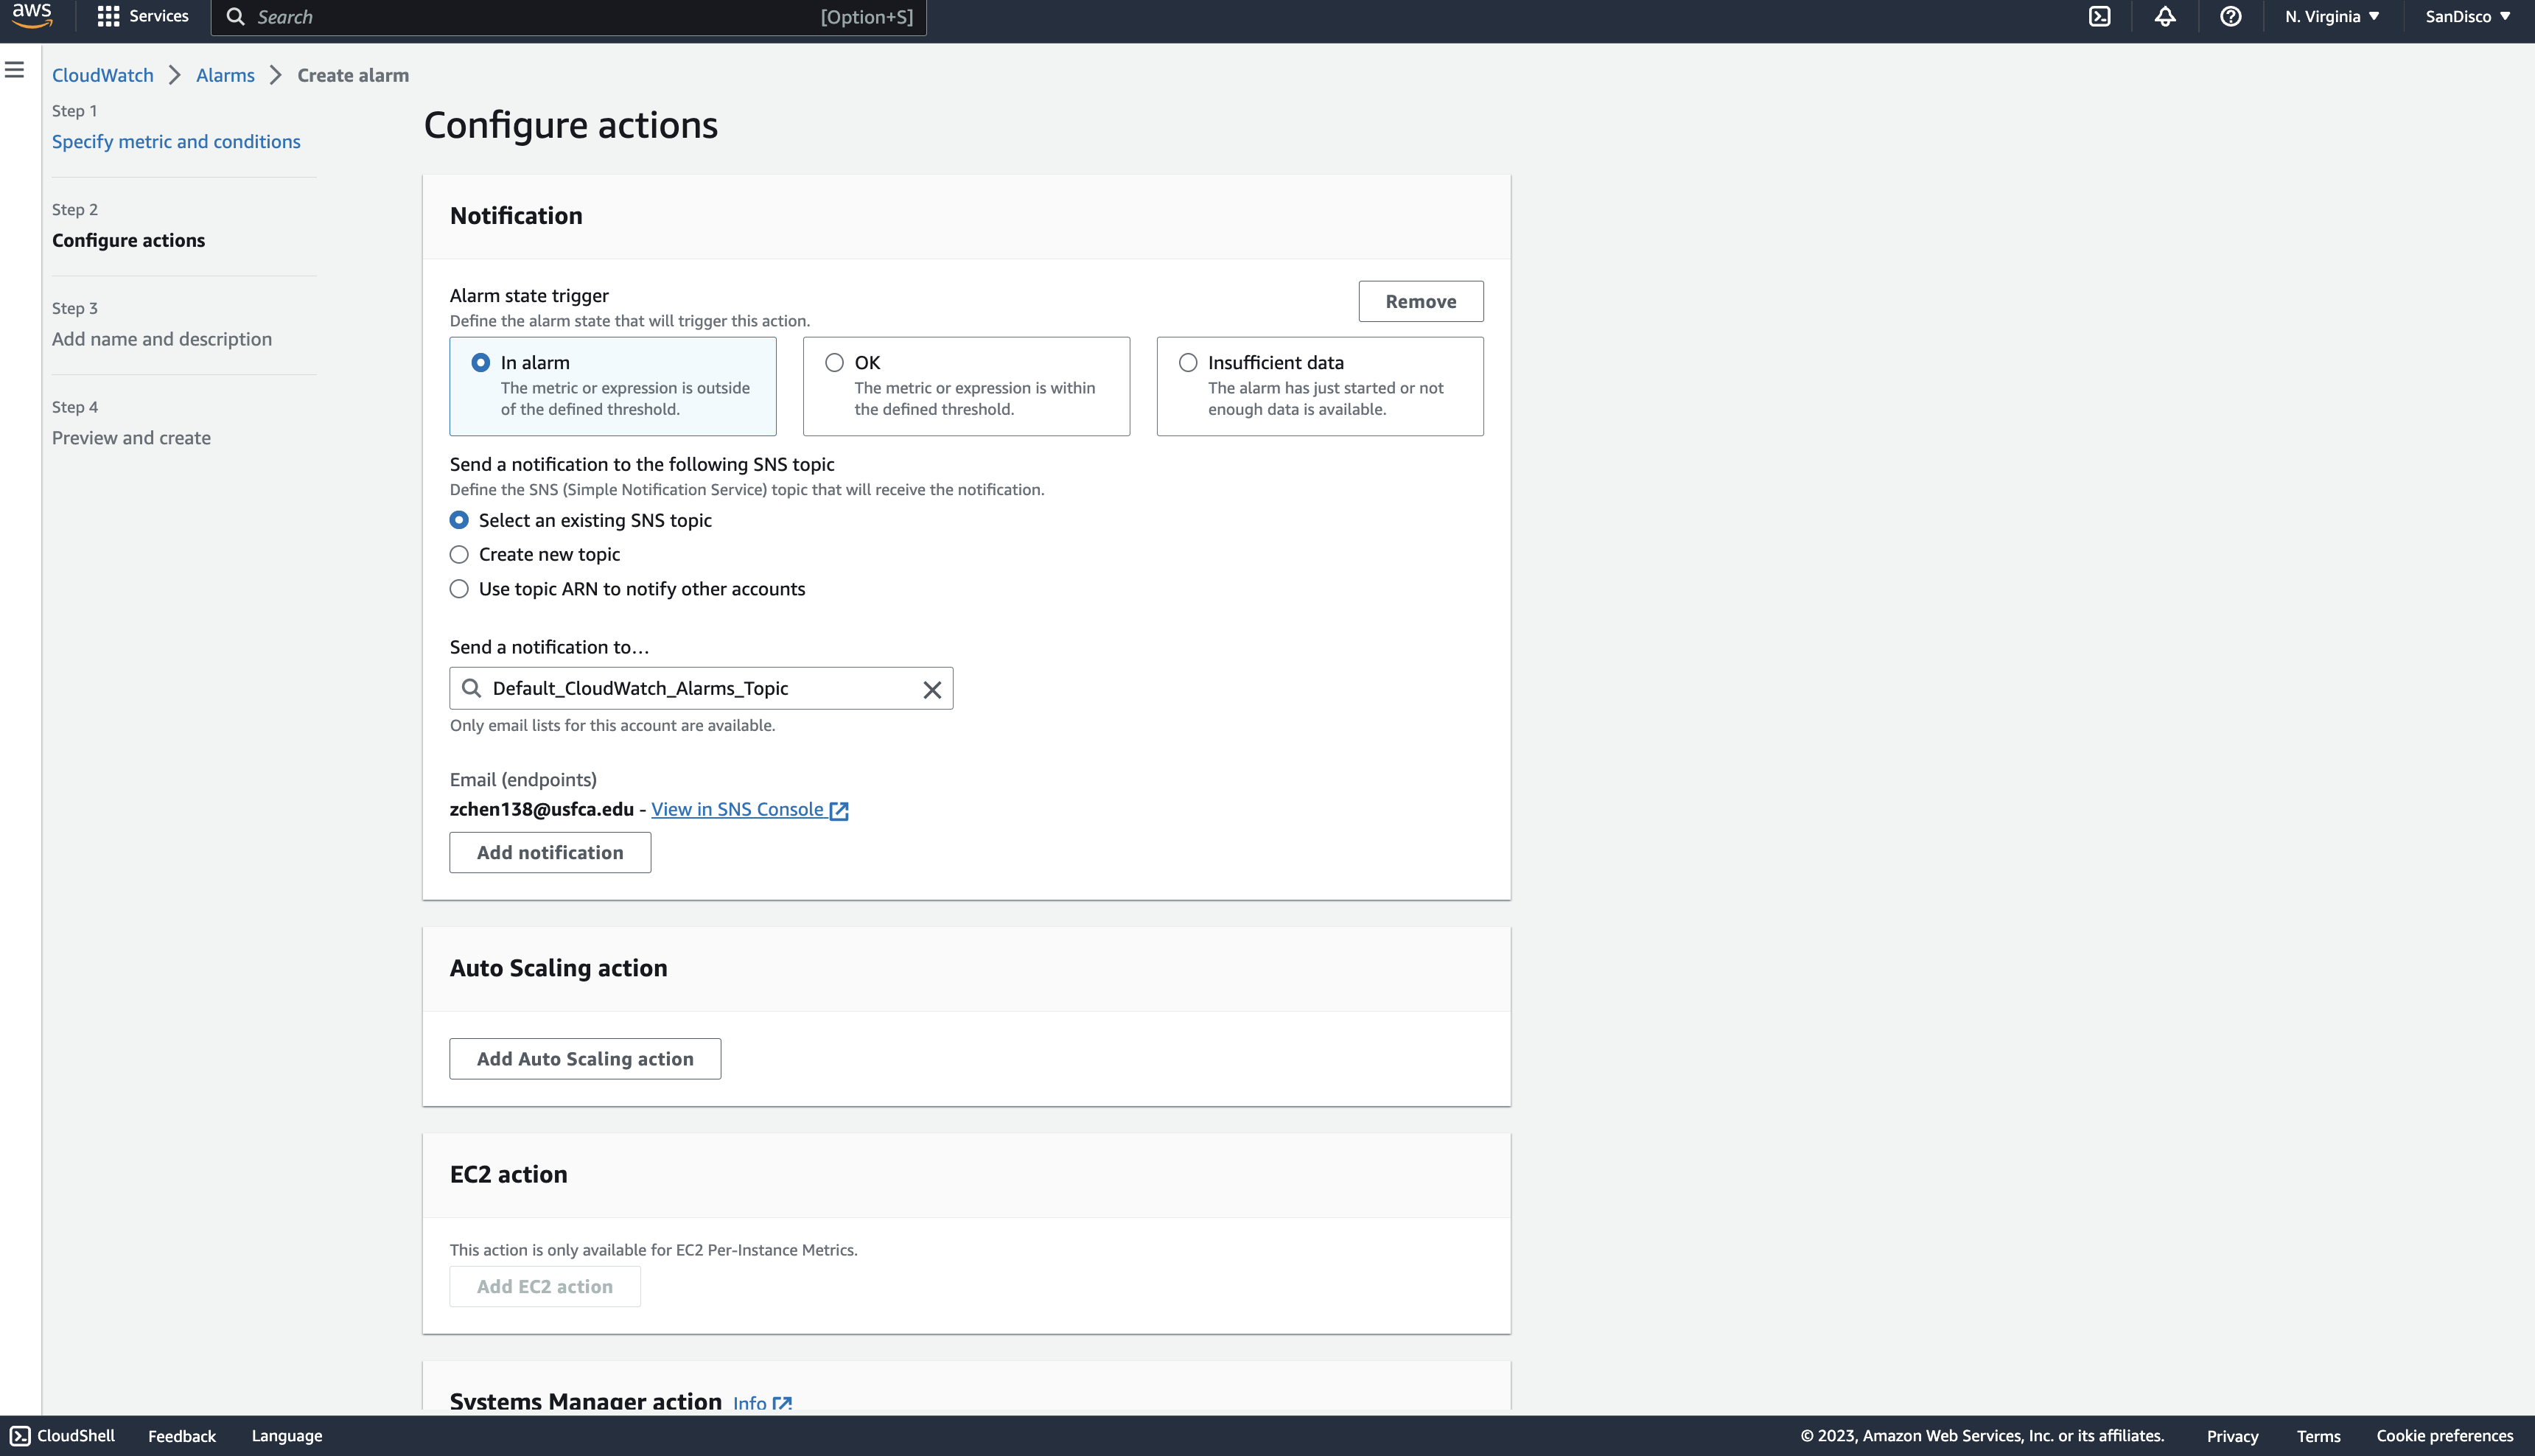 aws
Services
Search
[Option+S]
N. Virginia
SanDisco
CloudWatch
Alarms
Create alarm
Step 1
Specify metric and conditions
Step 2
Configure actions
Step 3
Add name and description
Step 4
Preview and create
Configure actions
Notification
Alarm state trigger
Define the alarm state that will trigger this action.
Remove
In alarm
The metric or expression is outside
of the defined threshold.
OK
The metric or expression is within
the defined threshold.
Insufficient data
The alarm has just started or not
enough data is available.
Send a notification to the following SNS topic
Define the SNS (Simple Notification Service) topic that will receive the notification.
Select an existing SNS topic
Create new topic
Use topic ARN to notify other accounts
Send a notification to…
Default_CloudWatch_Alarms_Topic
Only email lists for this account are available.
Email (endpoints)
zchen138@usfca.edu - View in SNS Console
Add notification
Auto Scaling action
Add Auto Scaling action
EC2 action
This action is only available for EC2 Per-Instance Metrics.
Add EC2 action
Systems Manager action Info
CloudShell
Feedback
Language
© 2023, Amazon Web Services, Inc. or its affiliates.
Privacy
Terms
Cookie preferences